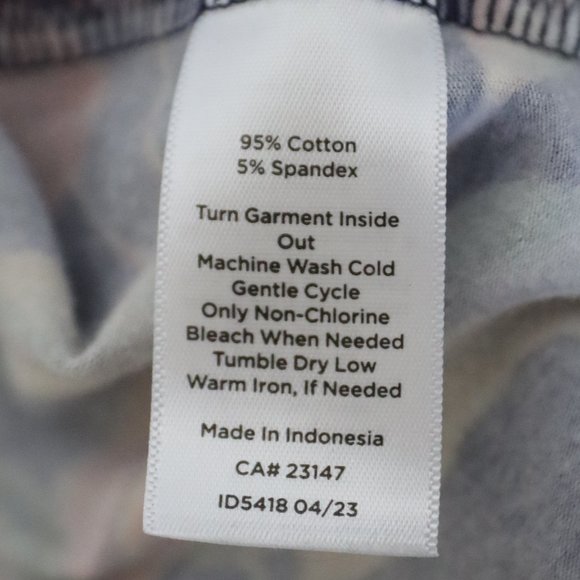 95% Cotton
5% Spandex
Turn Garment Inside
Out
Machine Wash Cold
Gentle Cycle
Only Non-Chlorine
Bleach When Needed
Tumble Dry Low
Warm Iron, If Needed
Made In Indonesia
CA# 23147
ID5418 04/23